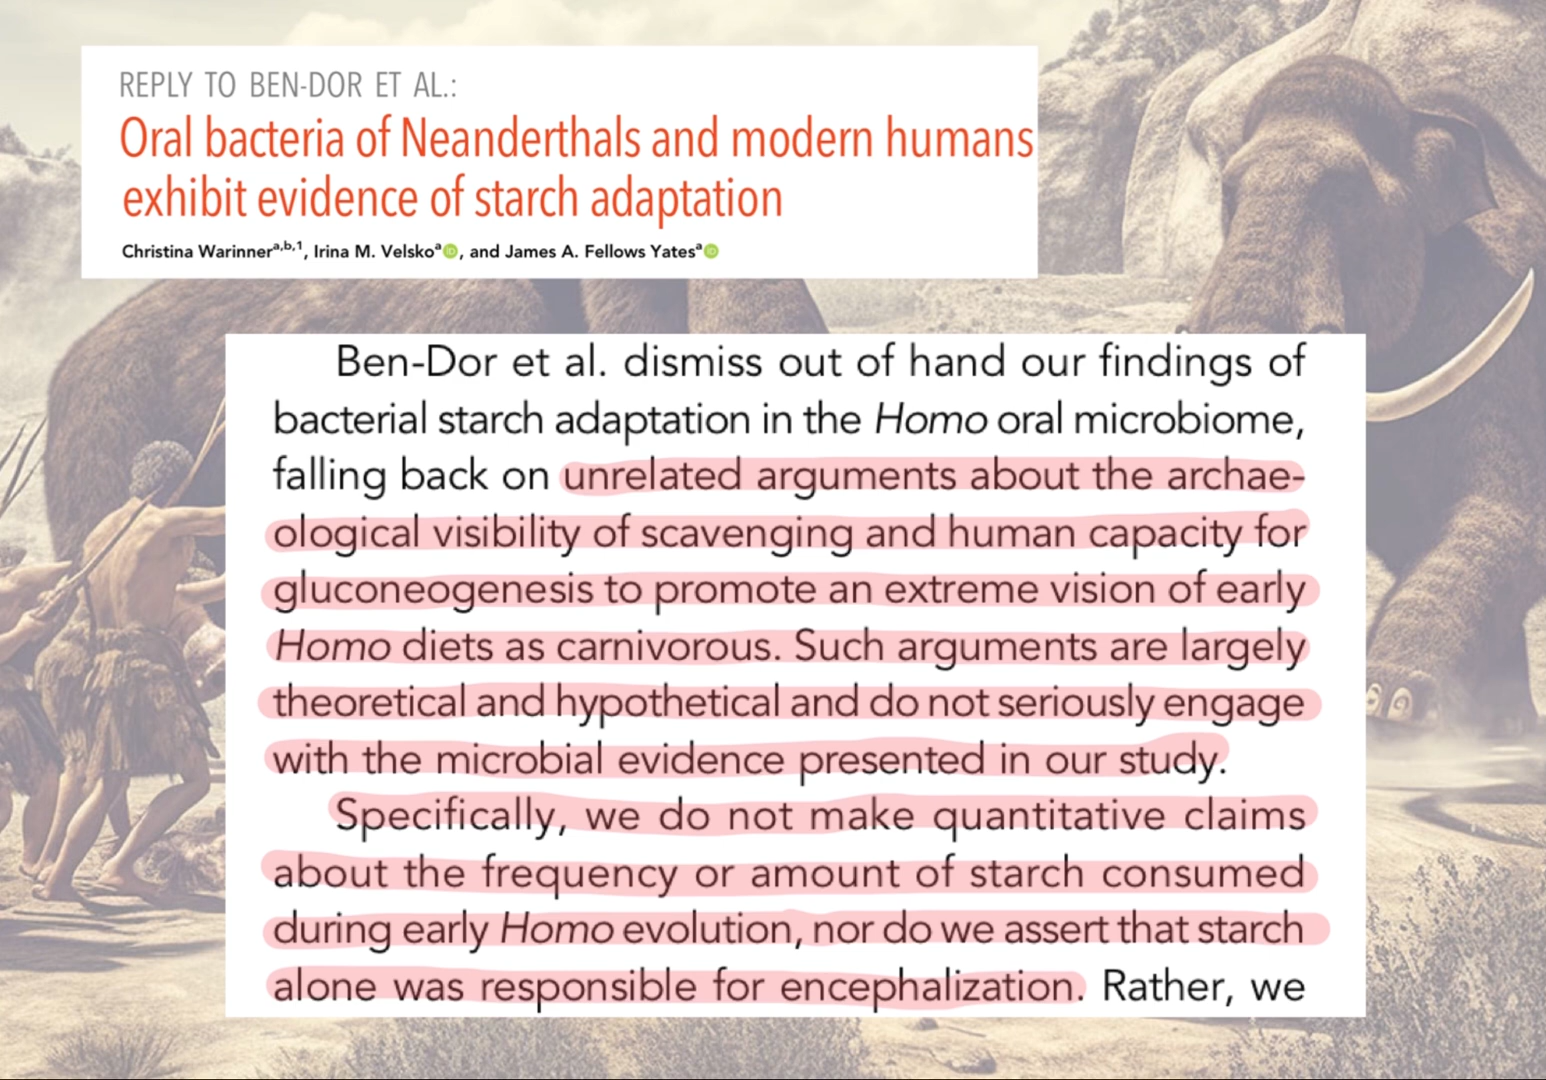 REPLY TO BEN-DOR ET AL.:
Oral bacteria of Neanderthals and modern humans
exhibit evidence of starch adaptation
Christina Warinnera,b,1, Irina M. Velskoa iD, and James A. Fellows Yatesa iD
Ben-Dor et al. dismiss out of hand our findings of
bacterial starch adaptation in the Homo oral microbiome,
falling back on unrelated arguments about the archae-
ological visibility of scavenging and human capacity for
gluconeogenesis to promote an extreme vision of early
Homo diets as carnivorous. Such arguments are largely
theoretical and hypothetical and do not seriously engage
with the microbial evidence presented in our study.
Specifically, we do not make quantitative claims
about the frequency or amount of starch consumed
during early Homo evolution, nor do we assert that starch
alone was responsible for encephalization. Rather, we